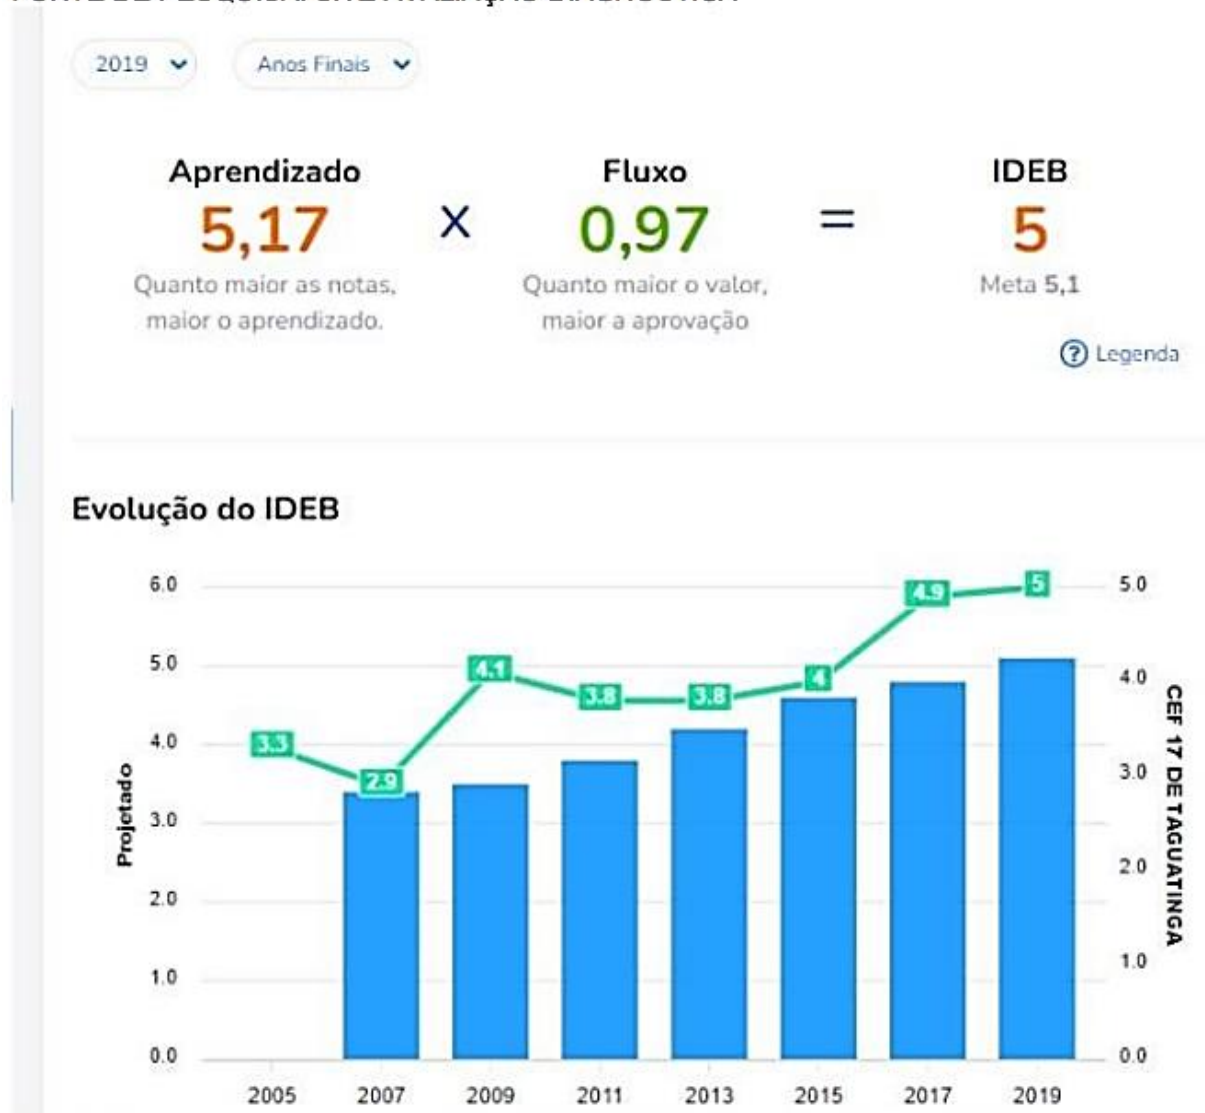 2019 Anos Finais
Aprendizado Fluxo IDEB
5,17 X 0,97 = 5
Quanto maior as notas, Quanto maior o valor, Meta 5,1
maior o aprendizado. maior a aprovação
? Legenda
Evolução do IDEB
6.0 5.0
5.0 4.0
4.0 3.0
3.0 2.0
2.0 1.0
1.0 0.0
0.0
Projetado
3.3 2.9 4.1 3.8 3.8 4 4.9 5
CEF 17 DE TAGUATINGA
2005 2007 2009 2011 2013 2015 2017 2019